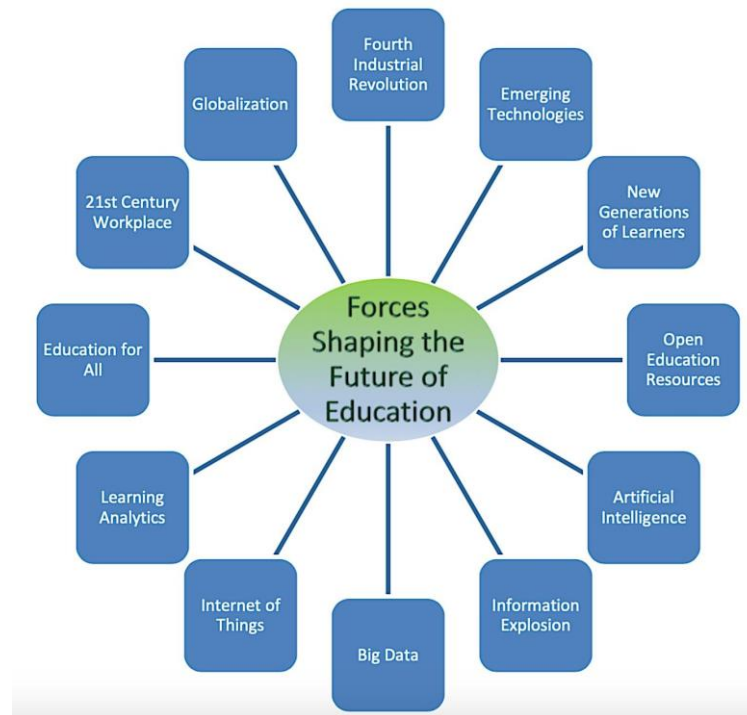 Fourth
Industrial
Revolution
Emerging
Technologies
New
Generations
of Learners
Open
Education
Resources
Artificial
Intelligence
Information
Explosion
Big Data
Internet of
Things
Learning
Analytics
Education for
All
21st Century
Workplace
Globalization
Forces
Shaping the
Future of
Education